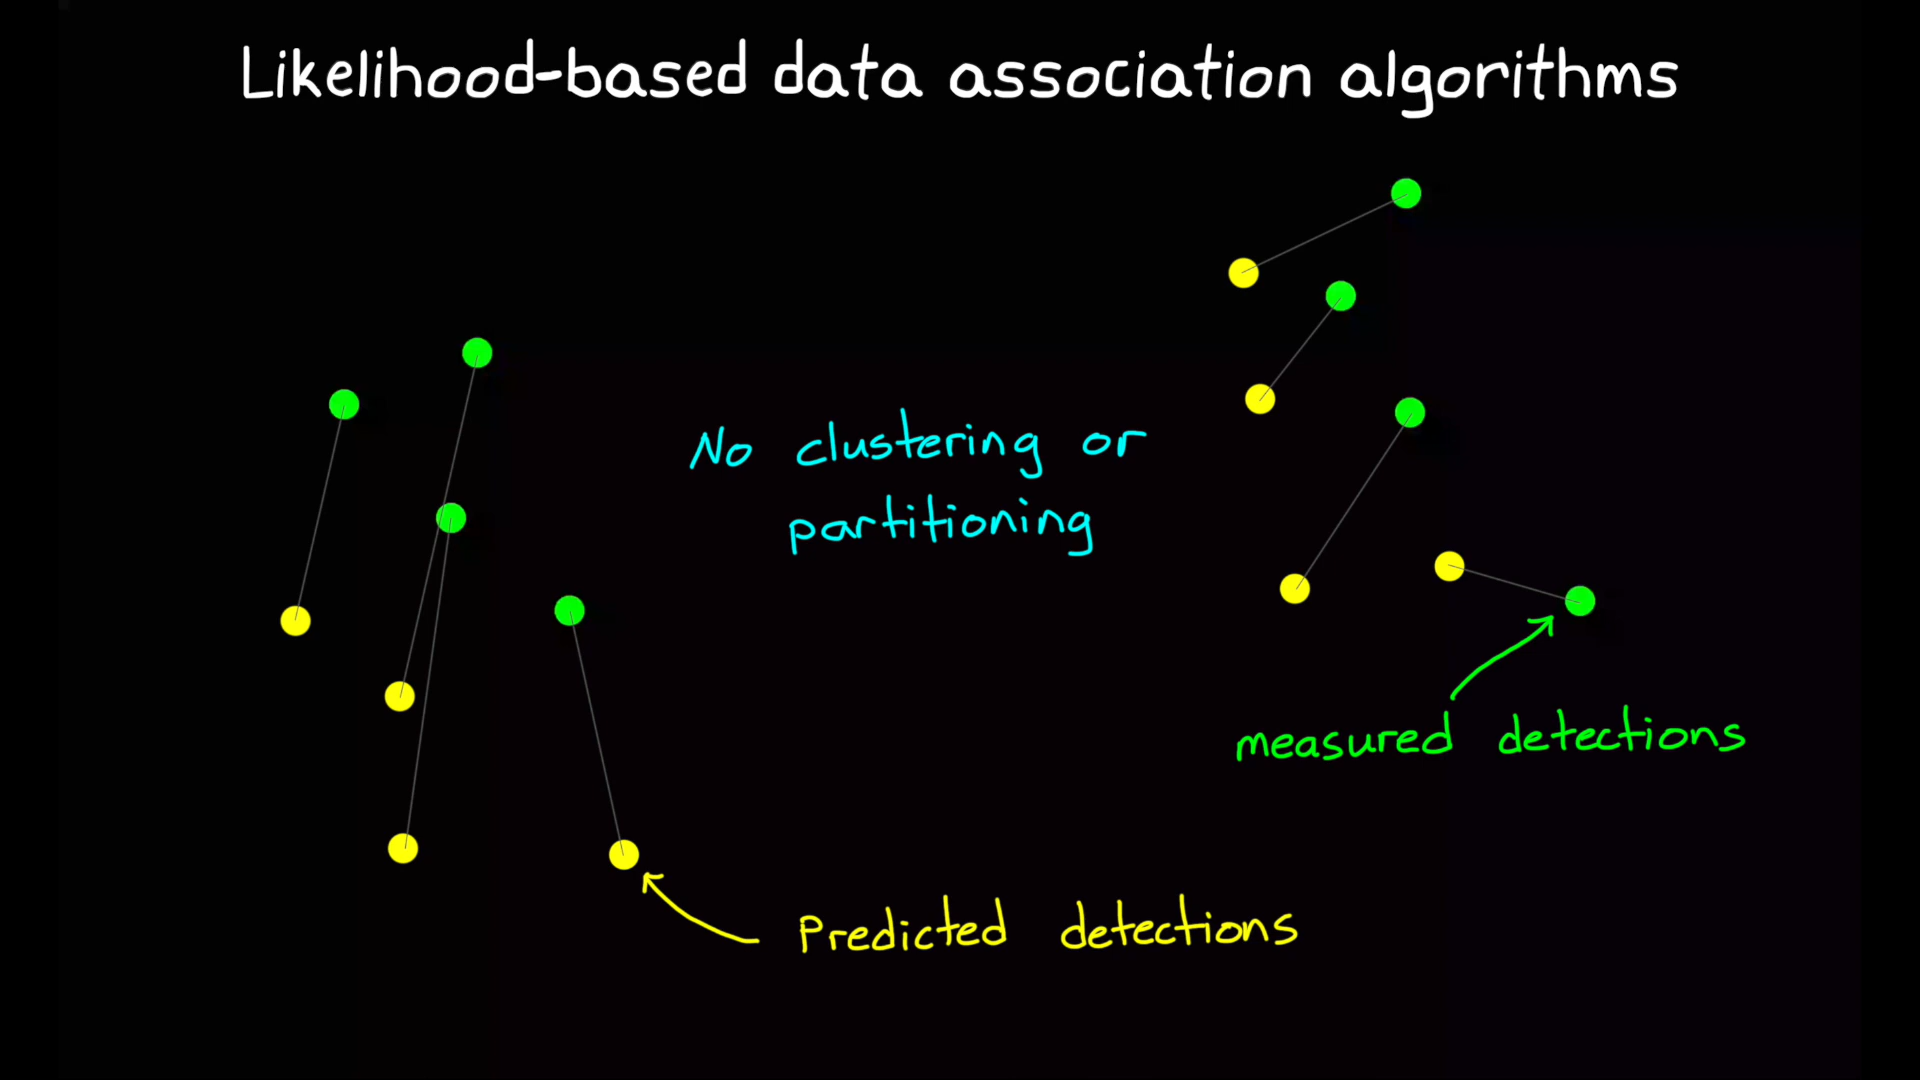 Likelihood-based data association algorithms
No clustering or
partitioning
measured detections
Predicted detections